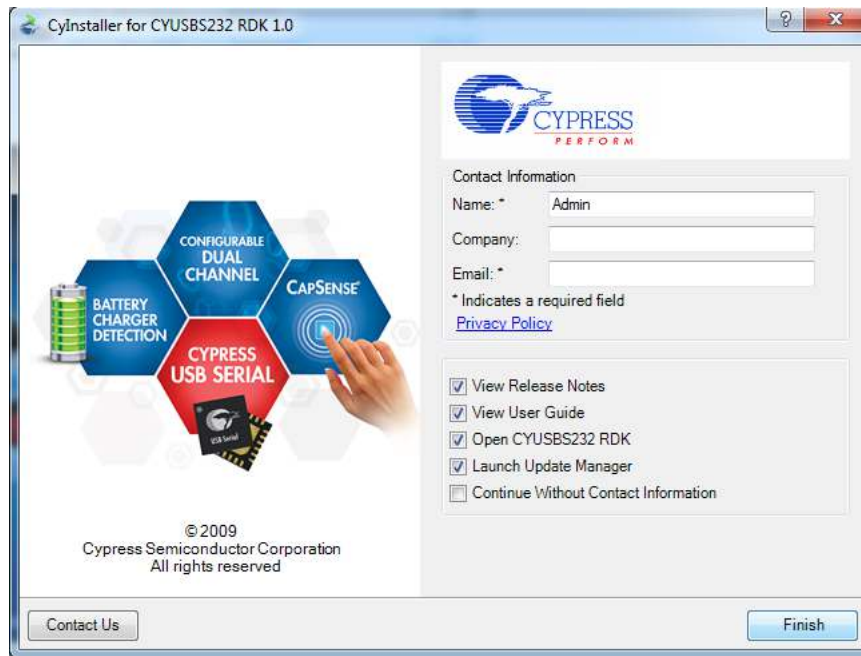 CyInstaller for CYUSBS232 RDK 1.0
CONFIGURABLE
DUAL
CHANNEL
BATTERY
CHARGER
DETECTION
CAPSENSE®
CYPRESS
USB SERIAL
USB Serial
© 2009
Cypress Semiconductor Corporation
All rights reserved
CYPRESS
PERFORM
Contact Information
Name: * Admin
Company:
Email: *
* Indicates a required field
Privacy Policy
View Release Notes
View User Guide
Open CYUSBS232 RDK
Launch Update Manager
Continue Without Contact Information
Contact Us
Finish